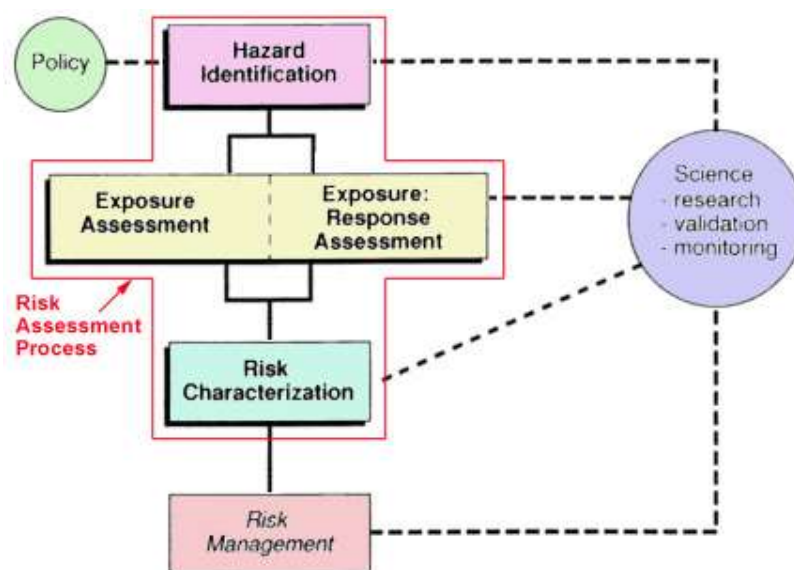 Policy
Hazard
Identification
Exposure
Assessment
Exposure:
Response
Assessment
Science
- research
- validation
- monitoring
Risk
Assessment
Process
Risk
Characterization
Risk
Management